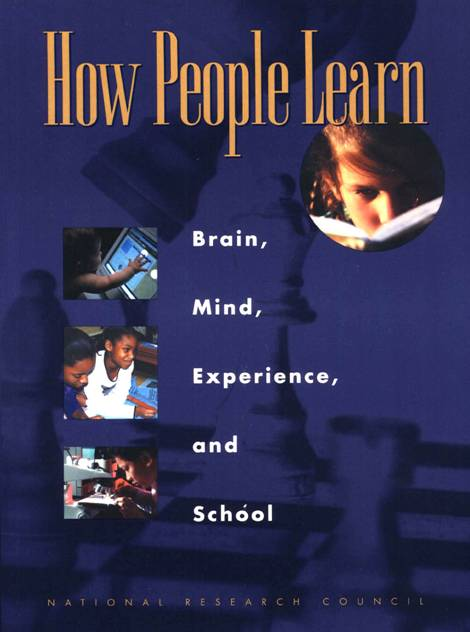 How People Learn
Brain,
Mind,
Experience,
and
School
NATIONAL RESEARCH COUNCIL